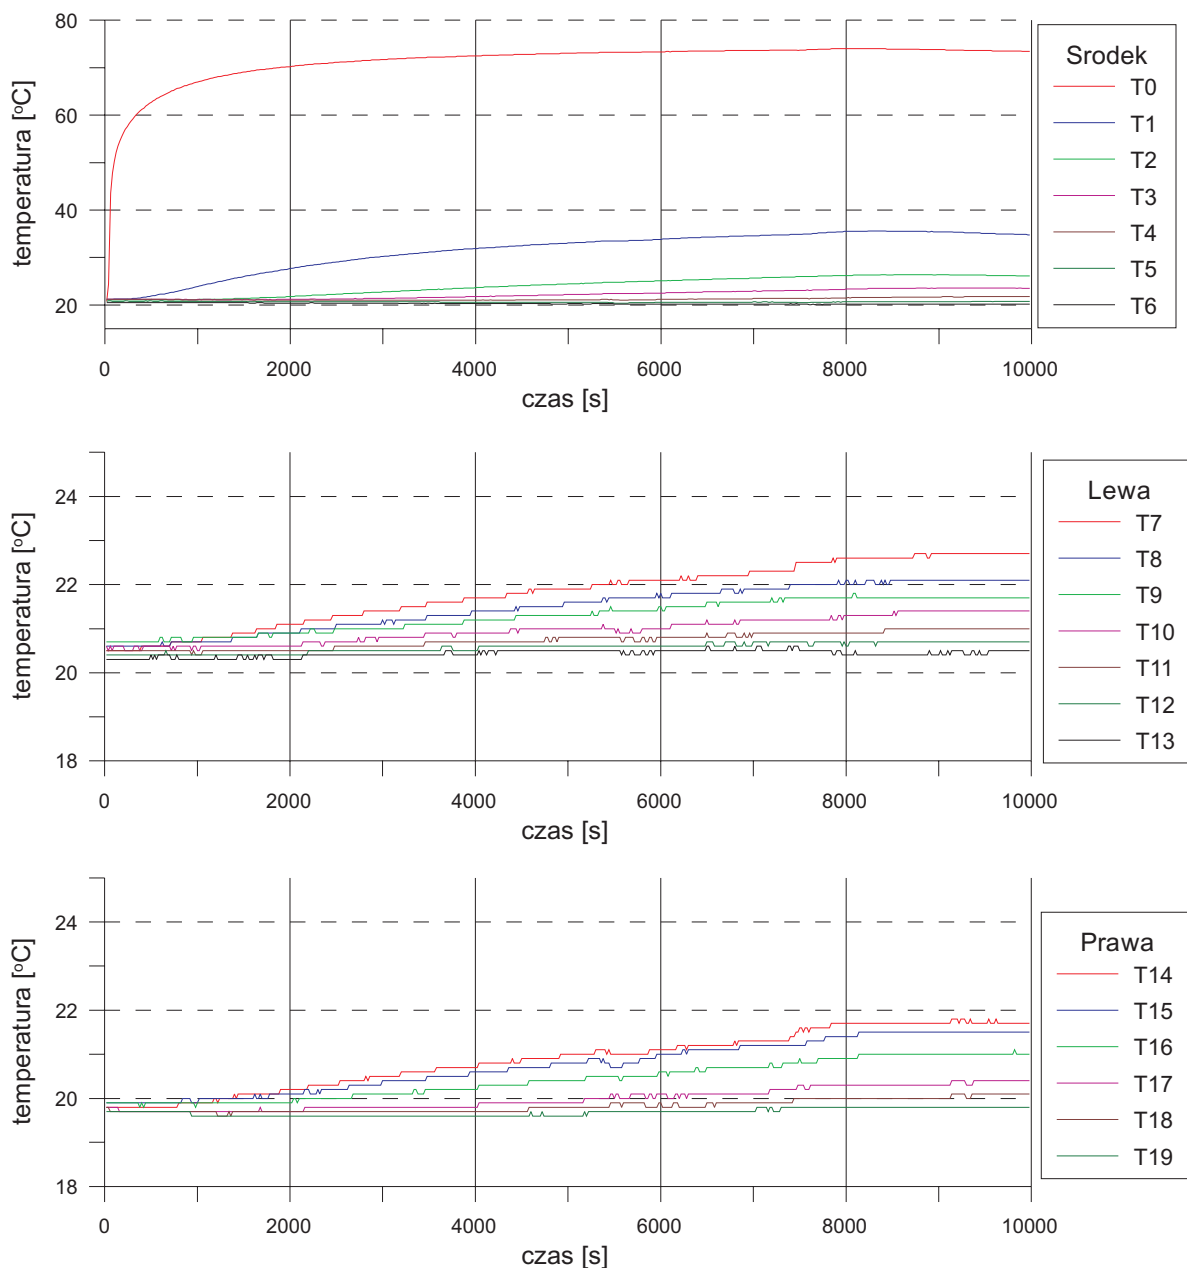 80
60
40
20
temperatura [°C]
0
2000
4000
6000
8000
10000
czas [s]
Srodek
T0
T1
T2
T3
T4
T5
T6
24
22
20
18
temperatura [°C]
0
2000
4000
6000
8000
10000
czas [s]
Lewa
T7
T8
T9
T10
T11
T12
T13
24
22
20
18
temperatura [°C]
0
2000
4000
6000
8000
10000
czas [s]
Prawa
T14
T15
T16
T17
T18
T19